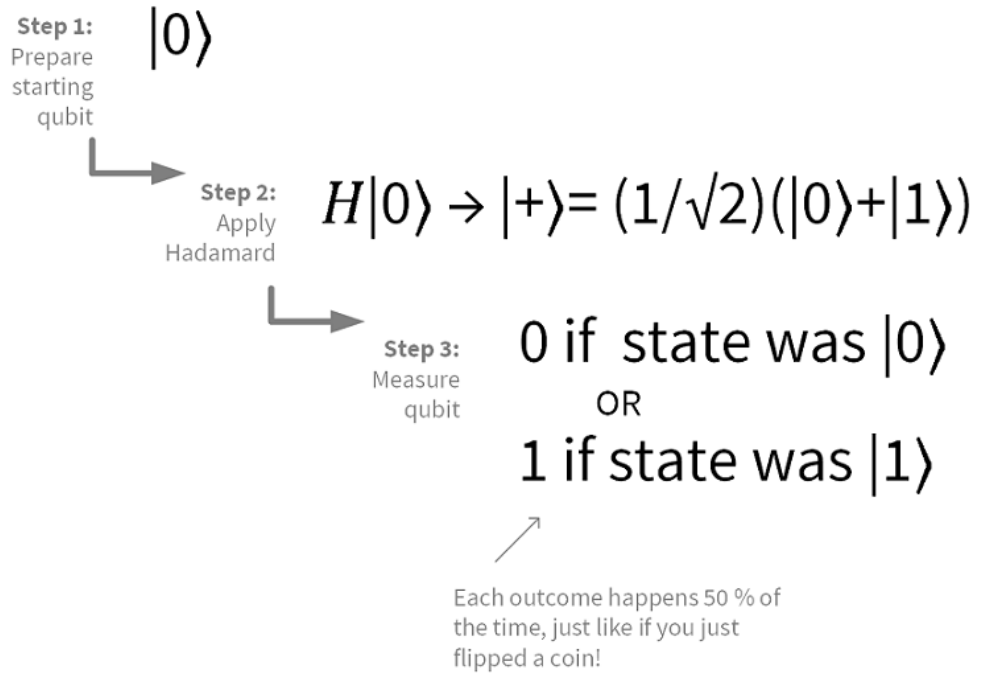 Step 1:
Prepare
starting
qubit
|0⟩
Step 2:
Apply
Hadamard
H|0⟩ → |+⟩= (1/√2)(|0⟩+|1⟩)
Step 3:
Measure
qubit
0 if state was |0⟩
OR
1 if state was |1⟩
Each outcome happens 50 % of
the time, just like if you just
flipped a coin!